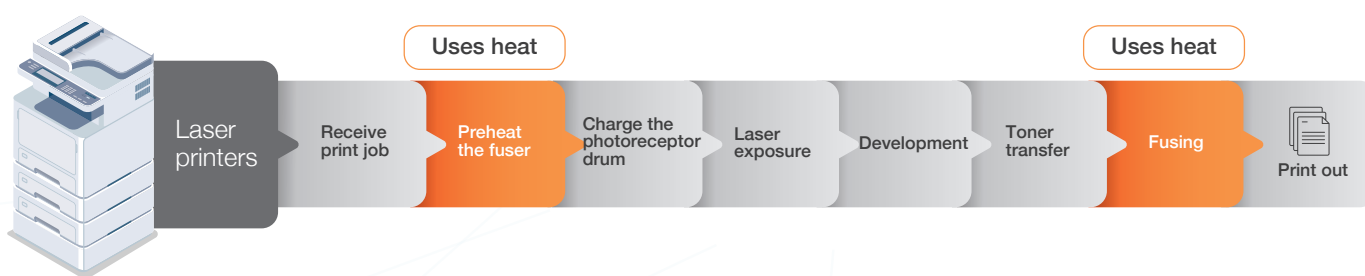 Uses heat
Uses heat
Laser
printers
Receive
print job
Preheat
the fuser
Charge the
photoreceptor
drum
Laser
exposure
Development
Toner
transfer
Fusing
Print out